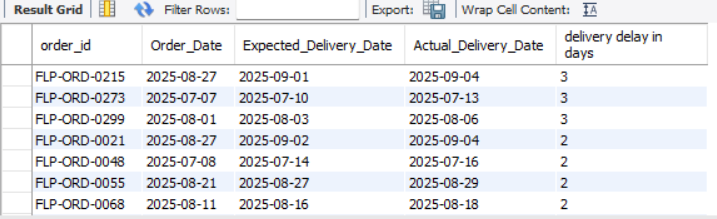 Result Grid Filter Rows: Export: Wrap Cell Content: IA
order_id Order_Date Expected_Delivery_Date Actual_Delivery_Date delivery delay in days
FLP-ORD-0215 2025-08-27 2025-09-01 2025-09-04 3
FLP-ORD-0273 2025-07-07 2025-07-10 2025-07-13 3
FLP-ORD-0299 2025-08-01 2025-08-03 2025-08-06 3
FLP-ORD-0021 2025-08-27 2025-09-02 2025-09-04 2
FLP-ORD-0048 2025-07-08 2025-07-14 2025-07-16 2
FLP-ORD-0055 2025-08-21 2025-08-27 2025-08-29 2
FLP-ORD-0068 2025-08-11 2025-08-16 2025-08-18 2